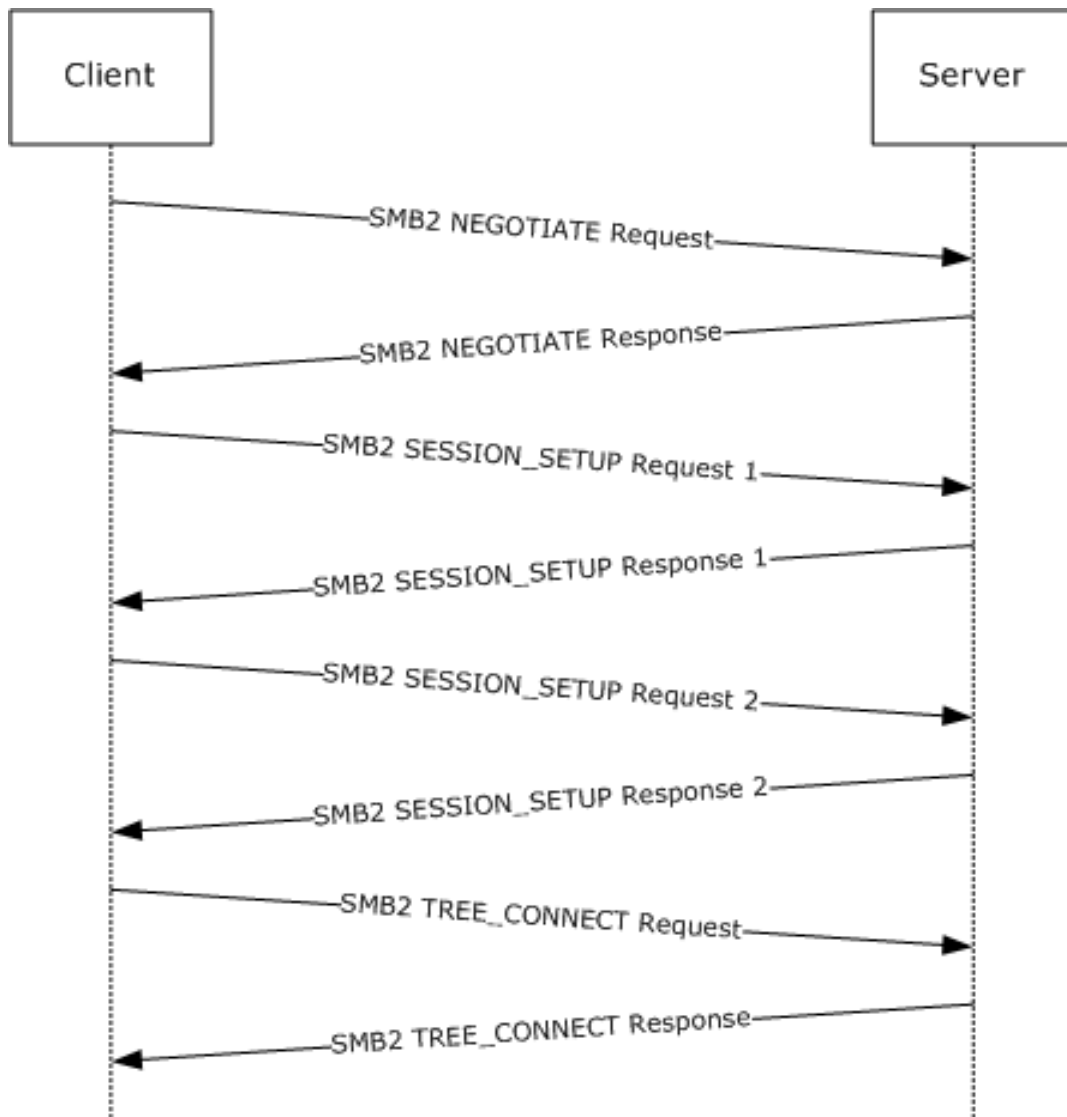 Client
Server
SMB2 NEGOTIATE Request
SMB2 NEGOTIATE Response
SMB2 SESSION_SETUP Request 1
SMB2 SESSION_SETUP Response 1
SMB2 SESSION_SETUP Request 2
SMB2 SESSION_SETUP Response 2
SMB2 TREE_CONNECT Request
SMB2 TREE_CONNECT Response